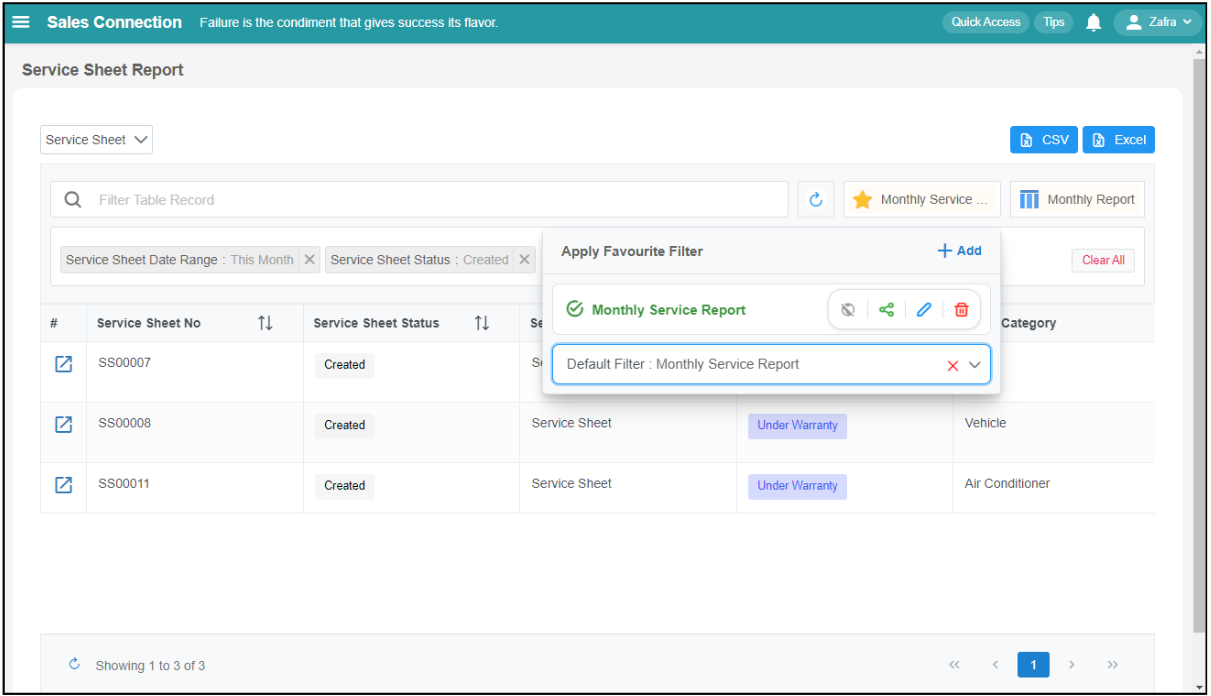 Sales Connection Failure is the condiment that gives success its flavor. Quick Access Tips Zafra
Service Sheet Report
Service Sheet CSV Excel
Filter Table Record Monthly Service ... Monthly Report
Service Sheet Date Range : This Month Service Sheet Status : Created Clear All
Apply Favourite Filter Add
Monthly Service Report
Default Filter : Monthly Service Report
# Service Sheet No Service Sheet Status Se Category
SS00007 Created
SS00008 Created Service Sheet Under Warranty Vehicle
SS00011 Created Service Sheet Under Warranty Air Conditioner
Showing 1 to 3 of 3 << < 1 > >>